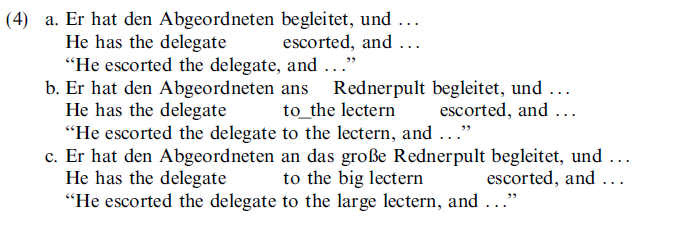 (4) a. Er hat den Abgeordneten begleitet, und ...
He has the delegate escorted, and ...
“He escorted the delegate, and ...”
b. Er hat den Abgeordneten ans Rednerpult begleitet, und ...
He has the delegate to_the lectern escorted, and ...
“He escorted the delegate to the lectern, and ...”
c. Er hat den Abgeordneten an das große Rednerpult begleitet, und ...
He has the delegate to the big lectern escorted, and ...
“He escorted the delegate to the large lectern, and ...”